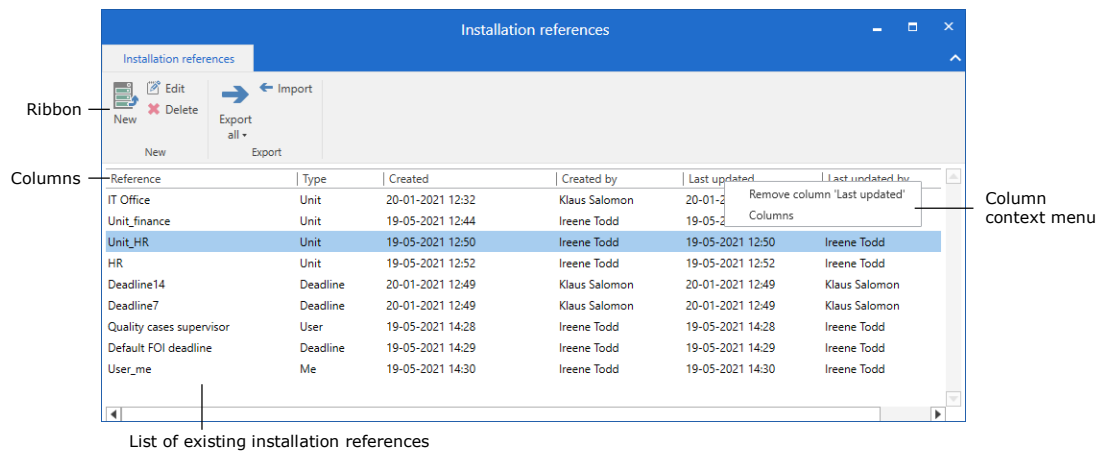 Installation references
Installation references
Ribbon
New
Edit
Delete
New
Export
all
Import
Export
Columns
Reference Type Created Created by Last updated Last updated by
IT Office Unit 20-01-2021 12:32 Klaus Salomon 20-01-2
Unit_finance Unit 19-05-2021 12:44 Ireene Todd 19-05-2
Unit_HR Unit 19-05-2021 12:50 Ireene Todd 19-05-2021 12:50 Ireene Todd
HR Unit 19-05-2021 12:52 Ireene Todd 19-05-2021 12:52 Ireene Todd
Deadline14 Deadline 20-01-2021 12:49 Klaus Salomon 20-01-2021 12:49 Klaus Salomon
Deadline7 Deadline 20-01-2021 12:49 Klaus Salomon 20-01-2021 12:49 Klaus Salomon
Quality cases supervisor User 19-05-2021 14:28 Ireene Todd 19-05-2021 14:28 Ireene Todd
Default FOI deadline Deadline 19-05-2021 14:29 Ireene Todd 19-05-2021 14:29 Ireene Todd
User_me Me 19-05-2021 14:30 Ireene Todd 19-05-2021 14:30 Ireene Todd
Remove column 'Last updated'
Columns
Column
context menu
List of existing installation references